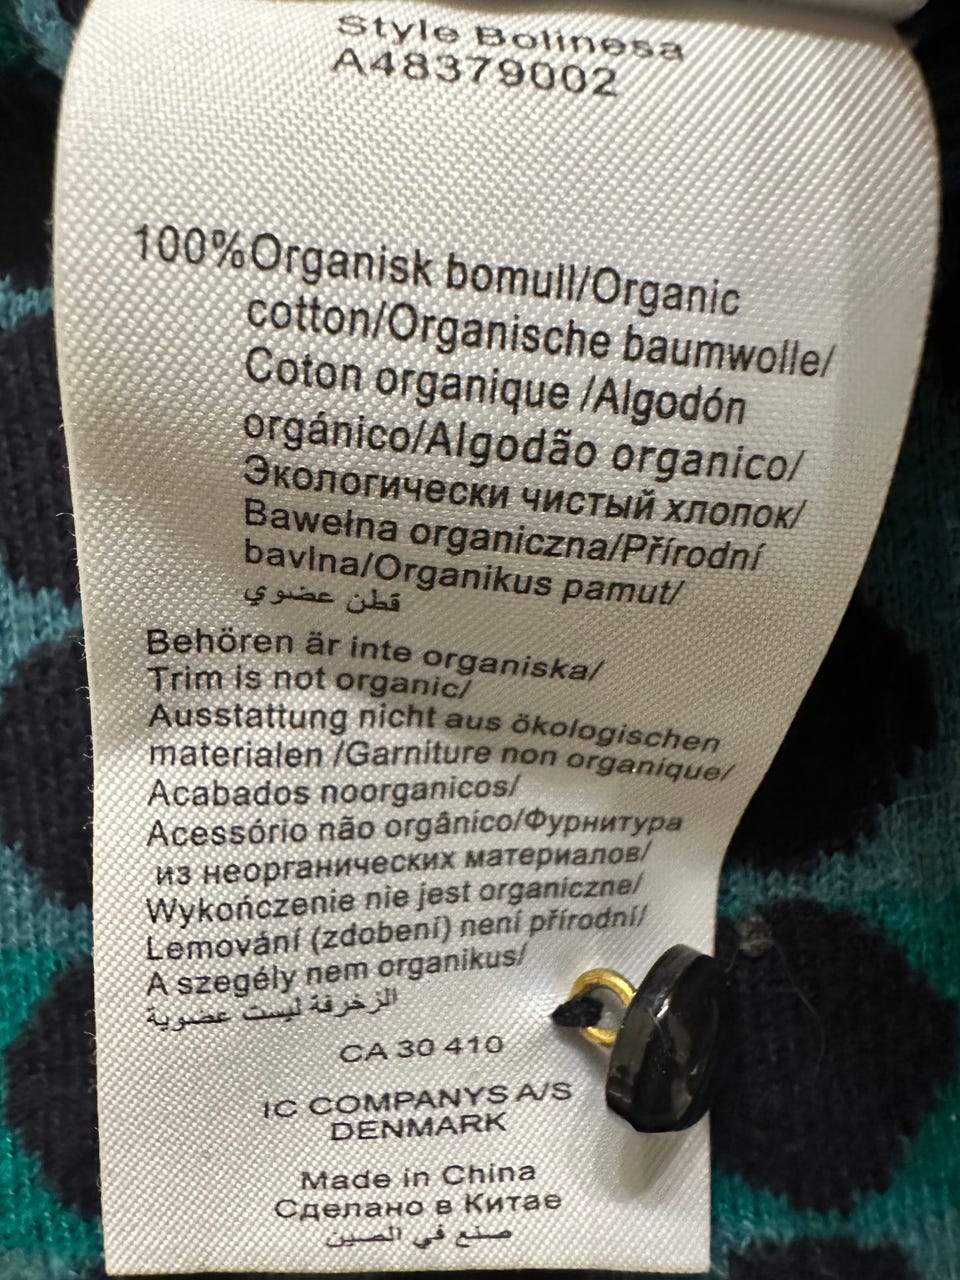 Style Bolinesa
A48379002
100%Organisk bomull/Organic
cotton/Organische baumwolle/
Coton organique /Algodón
orgánico/Algodão organico/
Экологически чистый хлопок/
Bawełna organiczna/Přírodní
bavlna/Organikus pamut/
قطن عضوي
Behören är inte organiska/
Trim is not organic/
Ausstattung nicht aus ökologischen
materialen /Garniture non organique/
Acabados noorganicos/
Acessório não orgânico/Фурнитура
из неорганических материалов/
Wykończenie nie jest organiczne/
Lemování (zdobení) není přírodní/
A szegély nem organikus/
الزخرفة ليست عضوية
CA 30 410
IC COMPANYS A/S
DENMARK
Made in China
Сделано в Китае
صنع في الصين